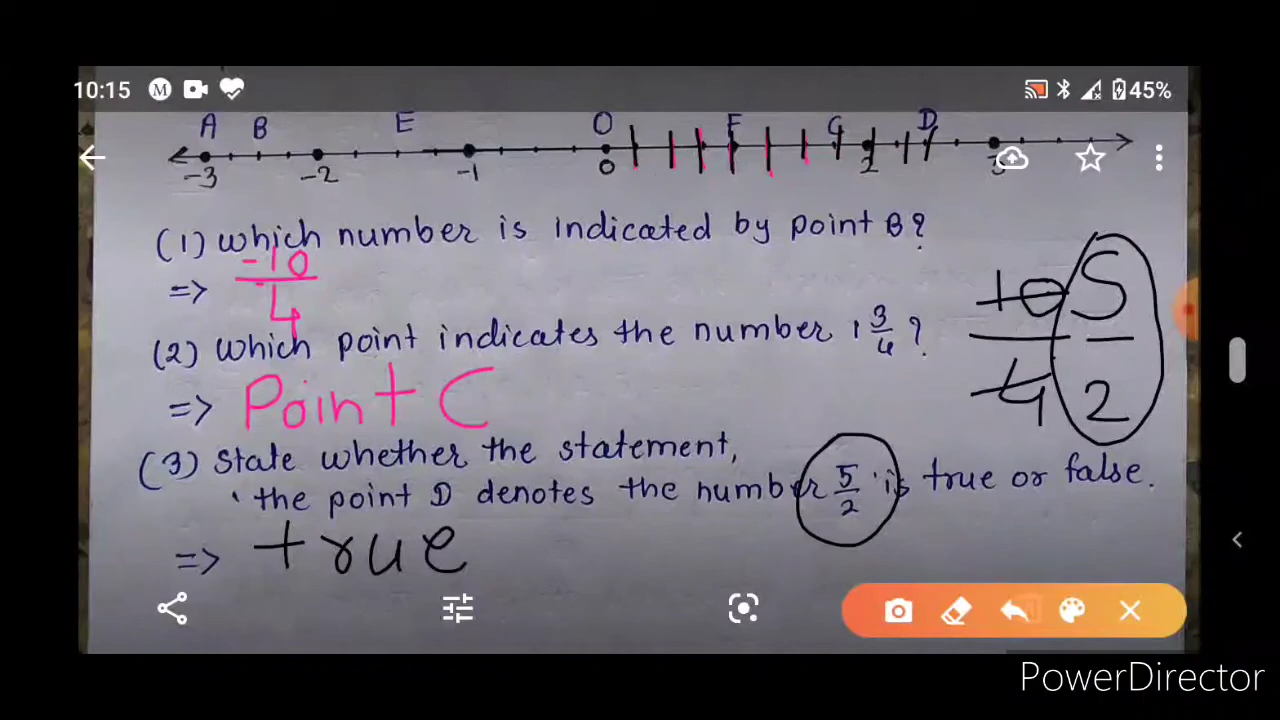 10:15 M 45%
A B E O F C D
-3 -2 -1 0 2 3
(1) which number is indicated by point B?
=> -10/4
(2) Which point indicates the number 1 3/4 ?
=> Point C
10/4 5/2
(3) State whether the statement,
'the point D denotes the number 5/2 ' is true or false.
=> true
PowerDirector